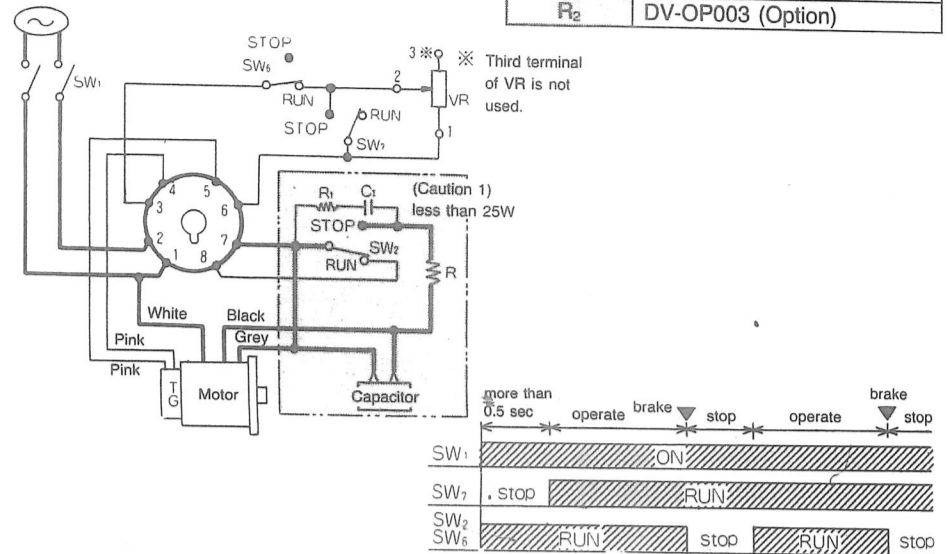 R₂ DV-OP003 (Option)
STOP
SW₆
RUN
STOP
SW₁
3 ※
2
VR
1
※ Third terminal
of VR is not
used.
RUN
SW₇
4 5
3 6
2 7
1 8
R₁ C₁
(Caution 1)
less than 25W
STOP
SW₂
RUN
R
White
Black
Grey
Pink
Pink
T
G
Motor
Capacitor
more than
※
0.5 sec
operate
brake
stop
operate
brake
stop
SW₁ ON
SW₇ stop RUN
SW₂
SW₆ RUN stop RUN stop